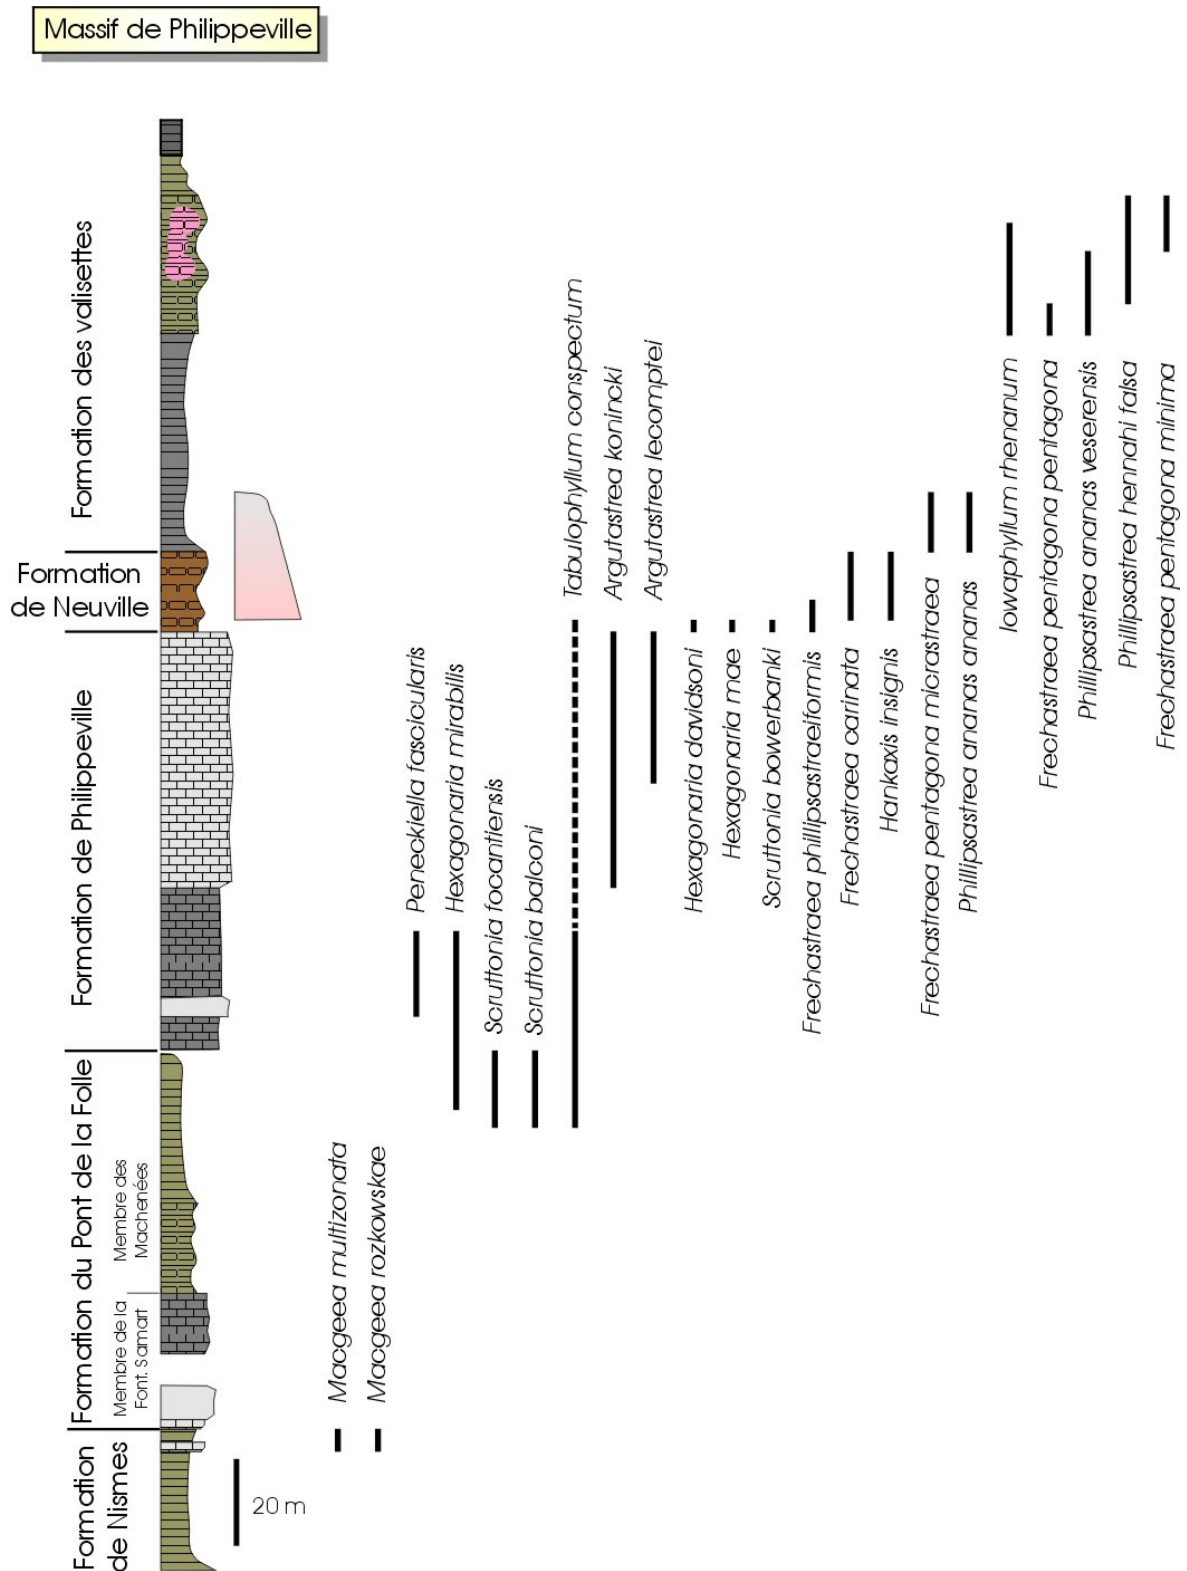 Massif de Philippeville
Formation des valisettes
Formation
de Neuville
Formation de Philippeville
Formation du Pont de la Folle
Membre des
Machenées
Membre de la
Font. Samart
Formation
de Nismes
20 m
Macgeea multizonata
Macgeea rozkowskae
Peneckiella fascicularis
Hexagonaria mirabilis
Scruttonia focantiensis
Scruttonia balconi
Tabulophyllum conspectum
Argutastrea konincki
Argutastrea lecomptei
Hexagonaria davidsoni
Hexagonaria mae
Scruttonia bowerbanki
Frechastraea phillipsastraeiformis
Frechastraea carinata
Hankaxis insignis
Frechastraea pentagona microstraea
Phillipsastrea ananas ananas
Iowaphyllum rhenanum
Frechastraea pentagona pentagona
Phillipsastrea ananas veserensis
Phillipsastrea hennahi falsa
Frechastraea pentagona minima